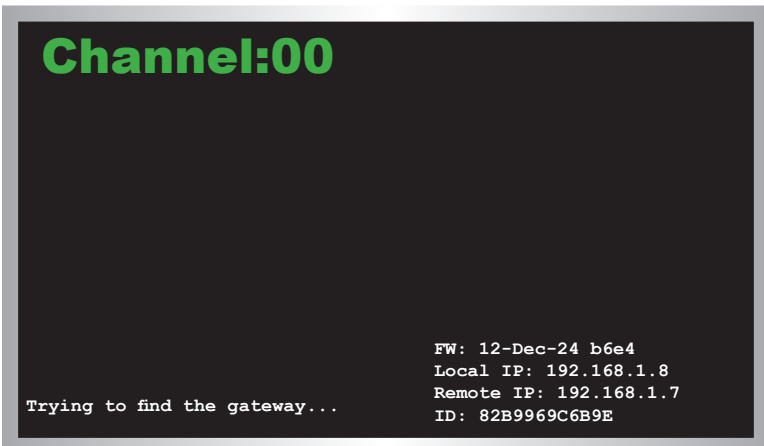 Channel:00
FW: 12-Dec-24 b6e4
Local IP: 192.168.1.8
Remote IP: 192.168.1.7
Trying to find the gateway...
ID: 82B9969C6B9E